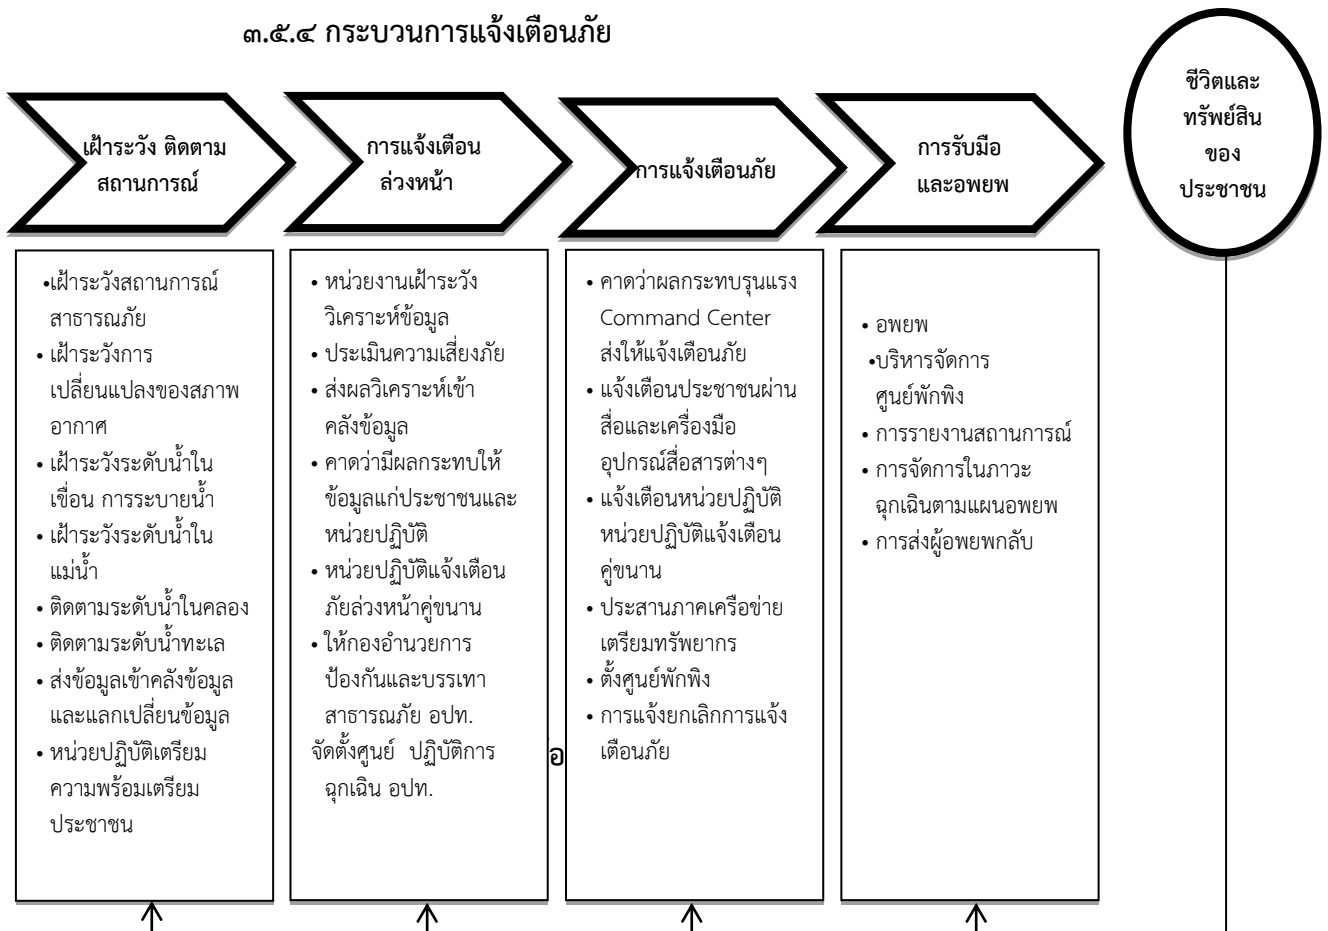 ๓.๕.๔ กระบวนการแจ้งเตือนภัย
เฝ้าระวัง ติดตาม
สถานการณ์
การแจ้งเตือน
ล่วงหน้า
การแจ้งเตือนภัย
การรับมือ
และอพยพ
ชีวิตและ
ทรัพย์สิน
ของ
ประชาชน
•เฝ้าระวังสถานการณ์
สาธารณภัย
• เฝ้าระวังการ
เปลี่ยนแปลงของสภาพ
อากาศ
• เฝ้าระวังระดับน้ำใน
เขื่อน การระบายน้ำ
• เฝ้าระวังระดับน้ำใน
แม่น้ำ
• ติดตามระดับน้ำในคลอง
• ติดตามระดับน้ำทะเล
• ส่งข้อมูลเข้าคลังข้อมูล
และแลกเปลี่ยนข้อมูล
• หน่วยปฏิบัติเตรียม
ความพร้อมเตรียม
ประชาชน
• หน่วยงานเฝ้าระวัง
วิเคราะห์ข้อมูล
• ประเมินความเสี่ยงภัย
• ส่งผลวิเคราะห์เข้า
คลังข้อมูล
• คาดว่ามีผลกระทบให้
ข้อมูลแก่ประชาชนและ
หน่วยปฏิบัติ
• หน่วยปฏิบัติแจ้งเตือน
ภัยล่วงหน้าคู่ขนาน
• ให้กองอำนวยการ
ป้องกันและบรรเทา
สาธารณภัย อปท.
จัดตั้งศูนย์ ปฏิบัติการ
ฉุกเฉิน อปท.
• คาดว่าผลกระทบรุนแรง
Command Center
ส่งให้แจ้งเตือนภัย
• แจ้งเตือนประชาชนผ่าน
สื่อและเครื่องมือ
อุปกรณ์สื่อสารต่างๆ
• แจ้งเตือนหน่วยปฏิบัติ
หน่วยปฏิบัติแจ้งเตือน
คู่ขนาน
• ประสานภาคเครือข่าย
เตรียมทรัพยากร
• ตั้งศูนย์พักพิง
• การแจ้งยกเลิกการแจ้ง
เตือนภัย
• อพยพ
•บริหารจัดการ
ศูนย์พักพิง
• การรายงานสถานการณ์
• การจัดการในภาวะ
ฉุกเฉินตามแผนอพยพ
• การส่งผู้อพยพกลับ